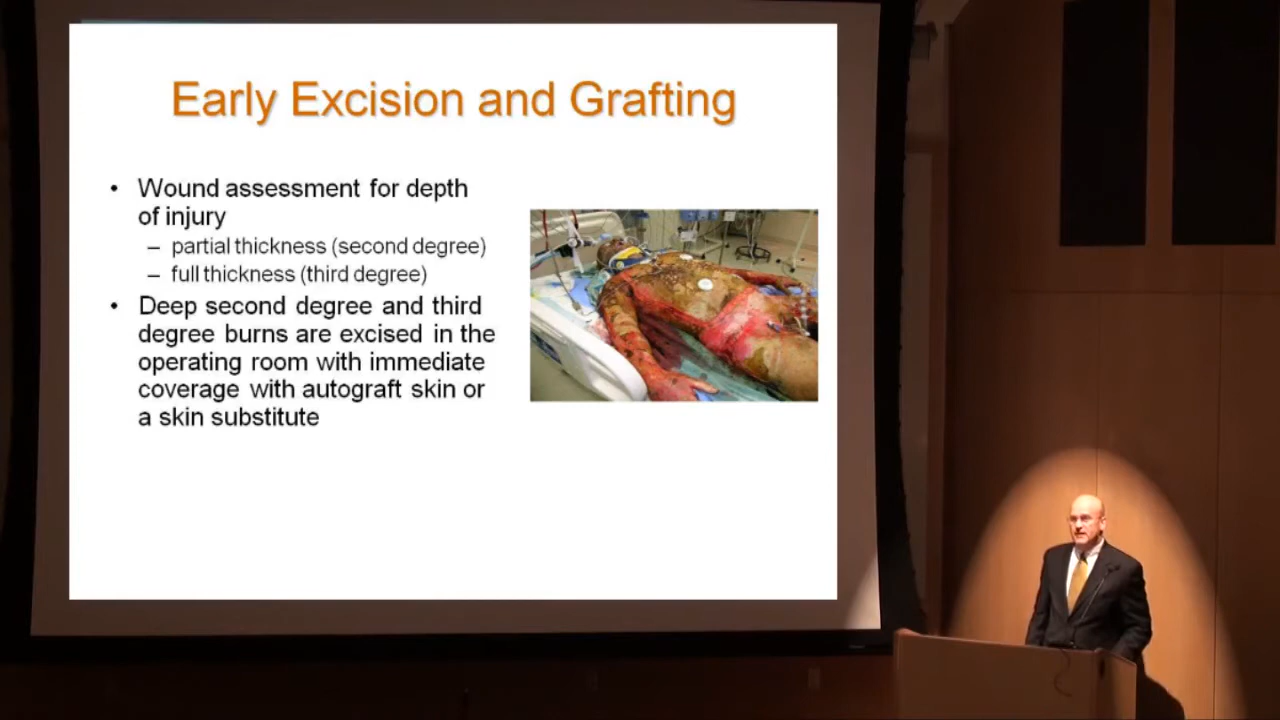 Early Excision and Grafting
• Wound assessment for depth
of injury
– partial thickness (second degree)
– full thickness (third degree)
• Deep second degree and third
degree burns are excised in the
operating room with immediate
coverage with autograft skin or
a skin substitute